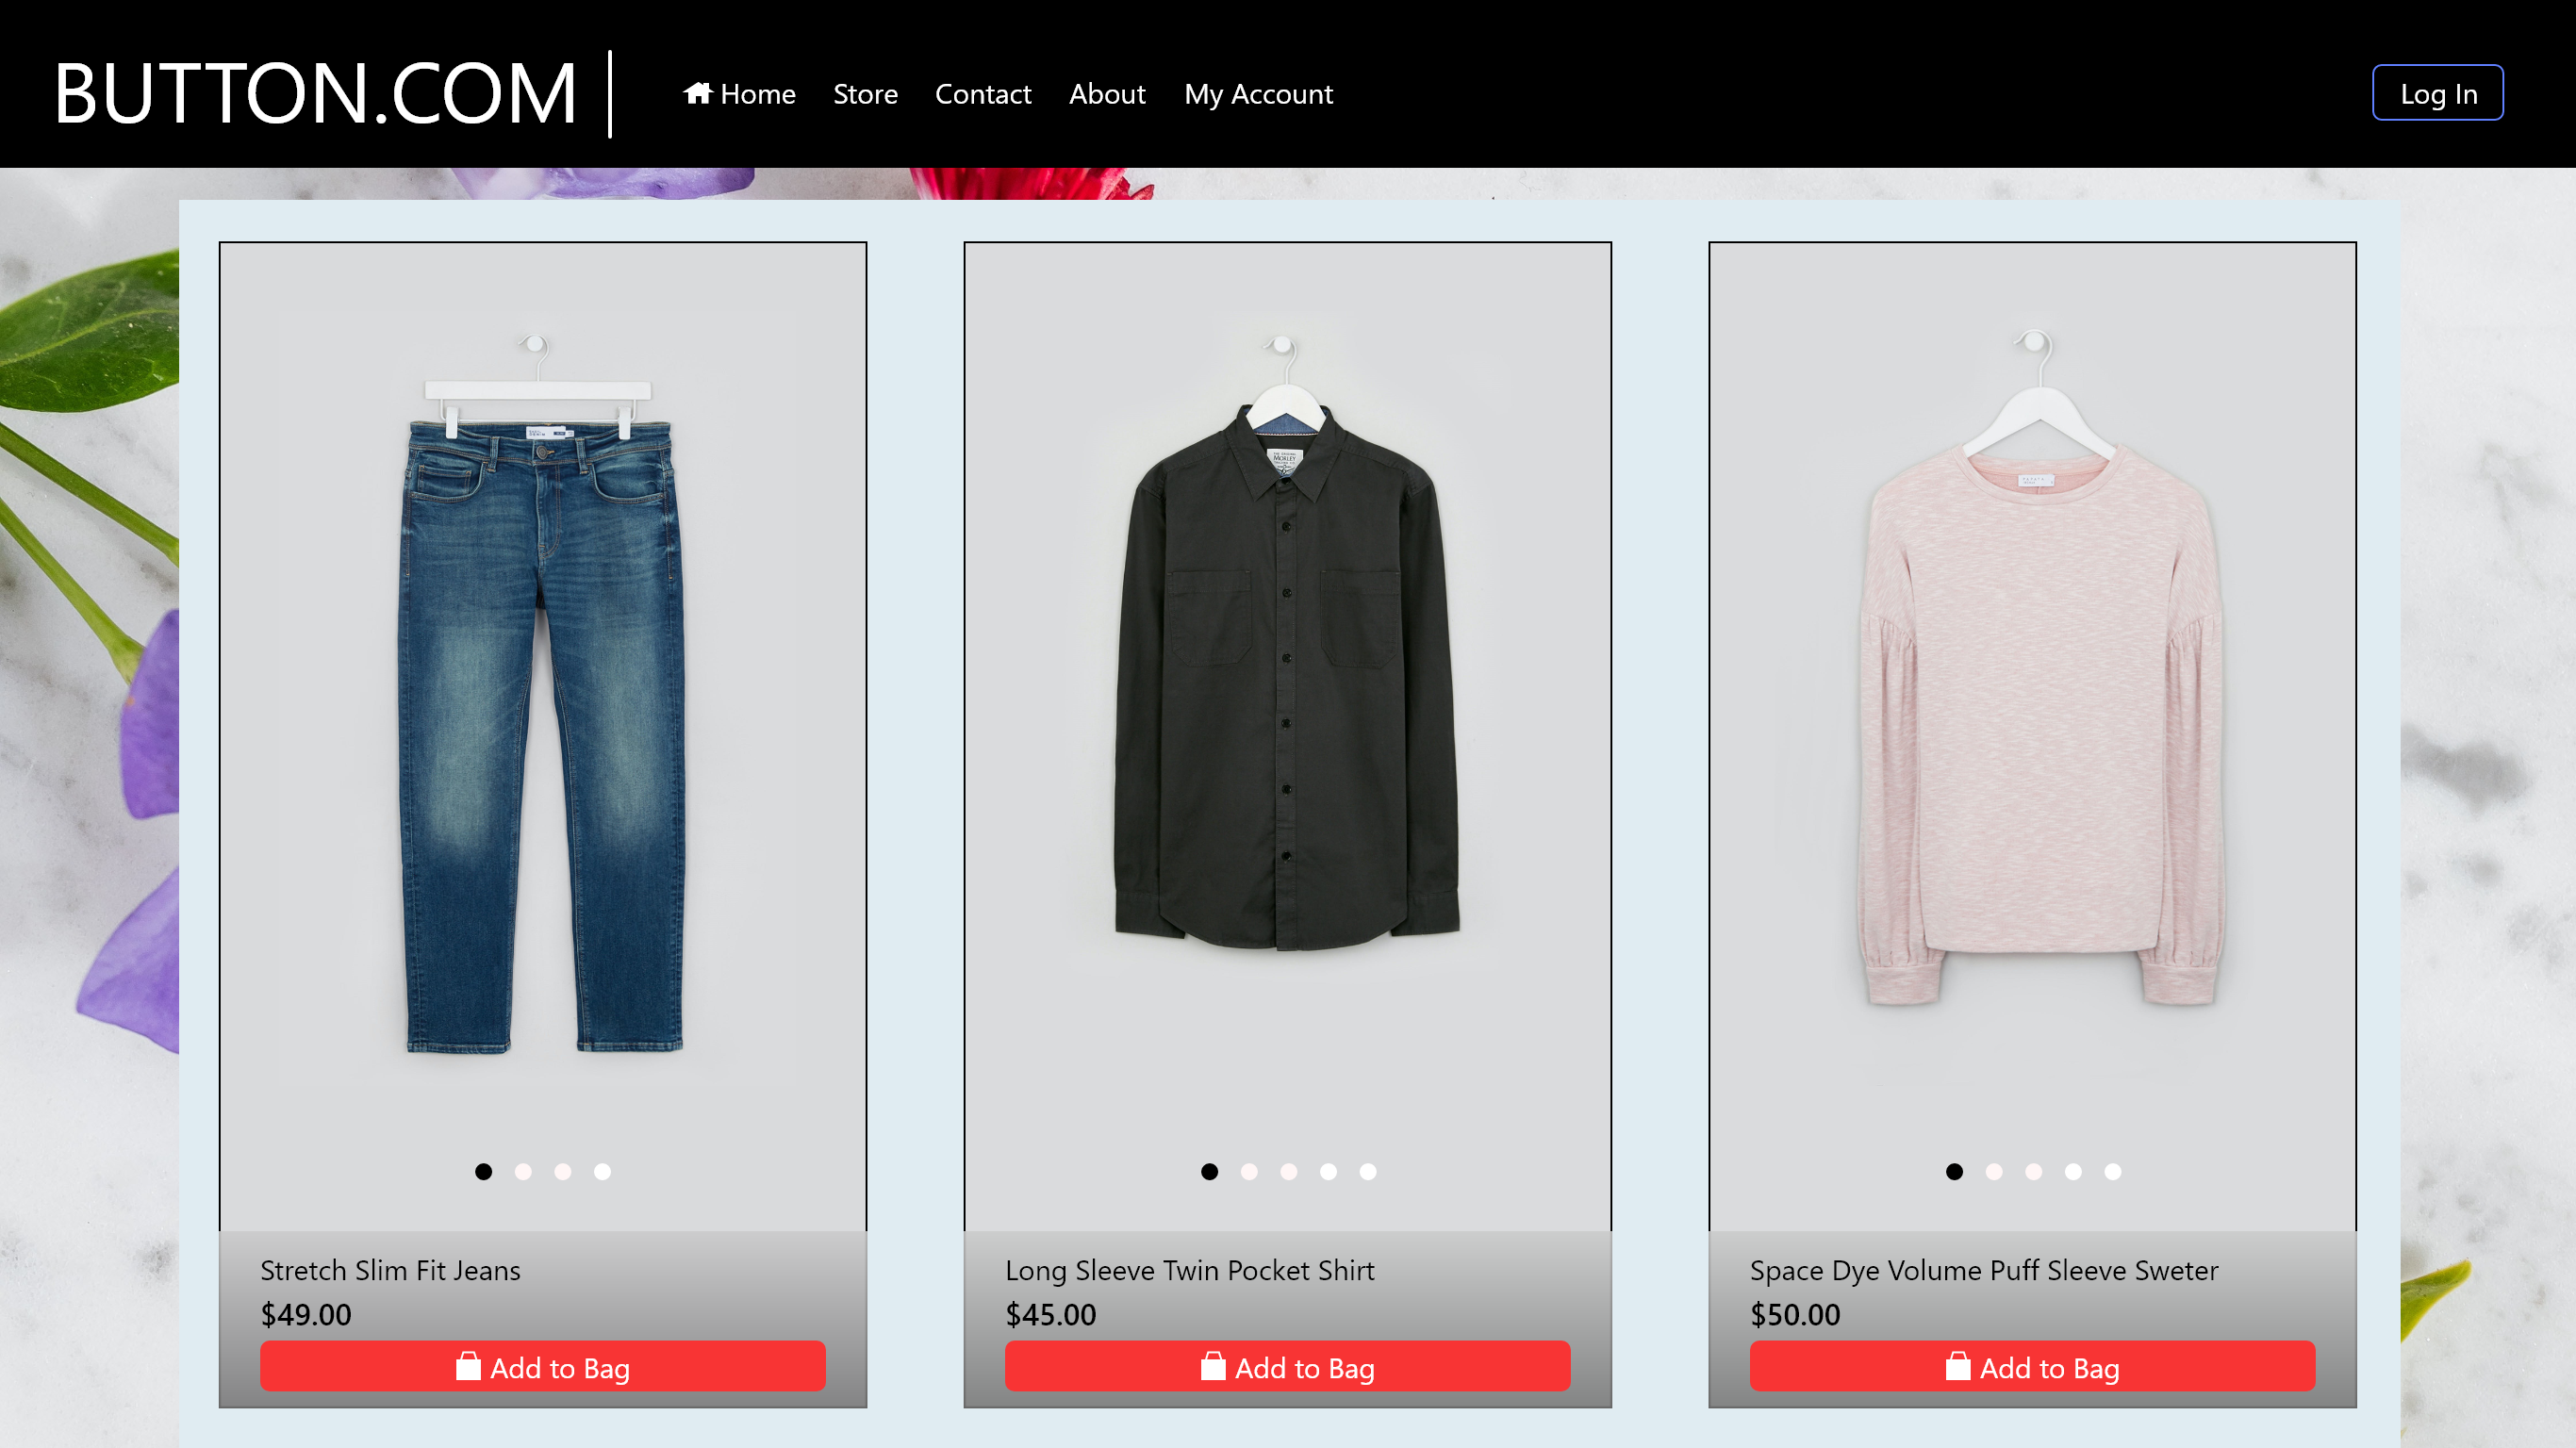 BUTTON.COM
Home Store Contact About My Account Log In
MORLEY
Stretch Slim Fit Jeans
$49.00
Add to Bag
Long Sleeve Twin Pocket Shirt
$45.00
Add to Bag
Space Dye Volume Puff Sleeve Sweter
$50.00
Add to Bag